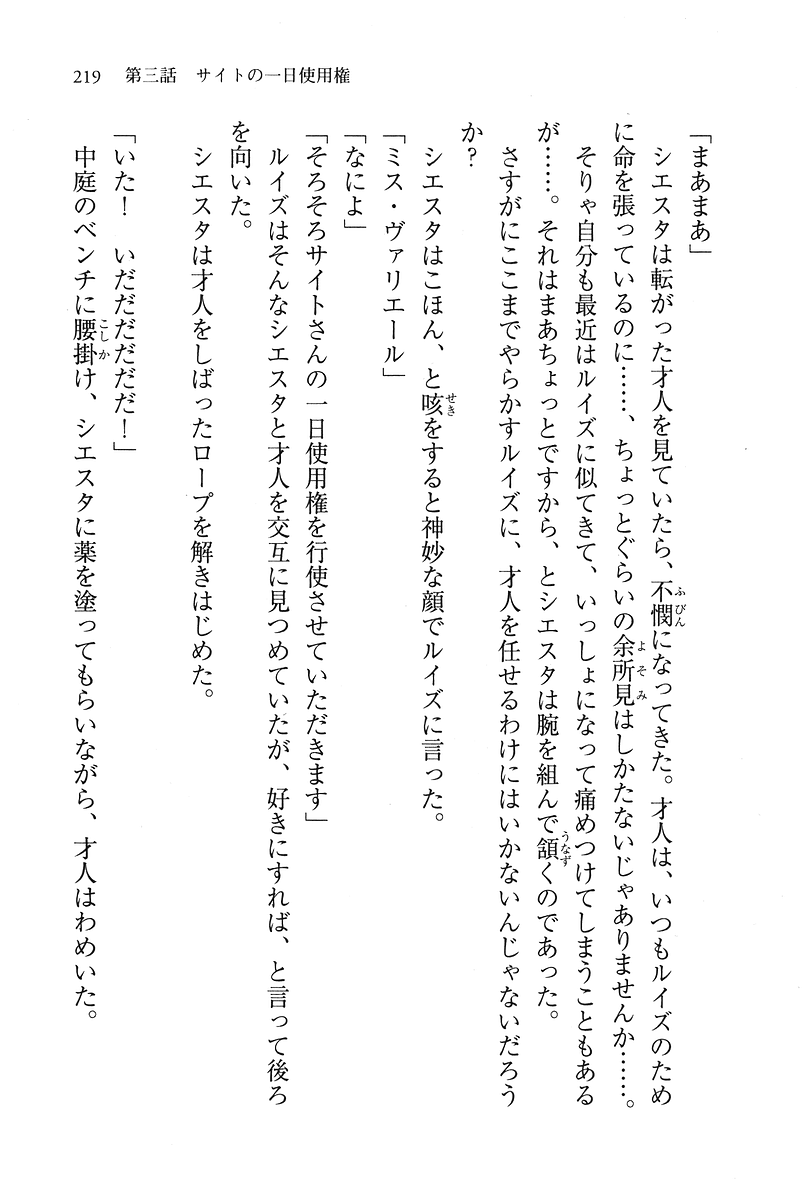 219　第三話　サイトの一日使用権
「まあまあ」
　シエスタは転がった才人を見ていたら、不憫になってきた。才人は、いつもルイズのため
に命を張っているのに……、ちょっとぐらいの余所見はしかたないじゃありませんか……。
　そりゃ自分も最近はルイズに似てきて、いっしょになって痛めつけてしまうこともある
が……。それはまあちょっとですから、とシエスタは腕を組んで頷くのであった。
　さすがにここまでやらかすルイズに、才人を任せるわけにはいかないんじゃないだろう
か？
　シエスタはこほん、と咳をすると神妙な顔でルイズに言った。
「ミス・ヴァリエール」
「なによ」
「そろそろサイトさんの一日使用権を行使させていただきます」
　ルイズはそんなシエスタと才人を交互に見つめていたが、好きにすれば、と言って後ろ
を向いた。
　シエスタは才人をしばったロープを解きはじめた。
「いた！　いだだだだだだ！」
　中庭のベンチに腰掛け、シエスタに薬を塗ってもらいながら、才人はわめいた。